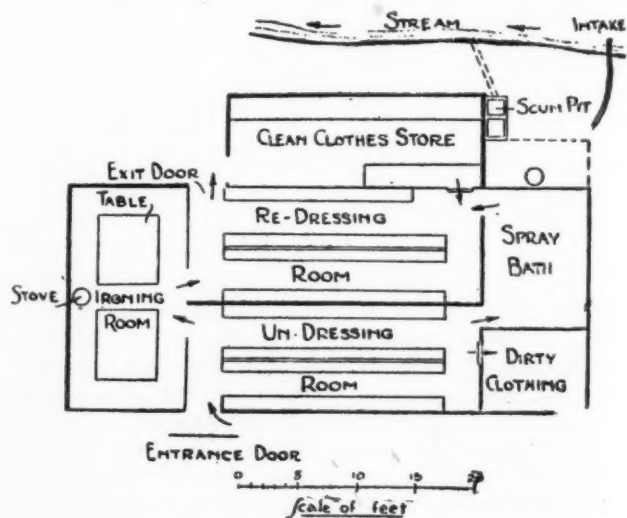 STREAM
INTAKE
SCUM PIT
CLEAN CLOTHES STORE
EXIT DOOR
TABLE
RE-DRESSING
ROOM
SPRAY
BATH
STOVE
IRONING
ROOM
UN-DRESSING
ROOM
DIRTY
CLOTHING
ENTRANCE DOOR
0 5 10 15 20
Scale of feet